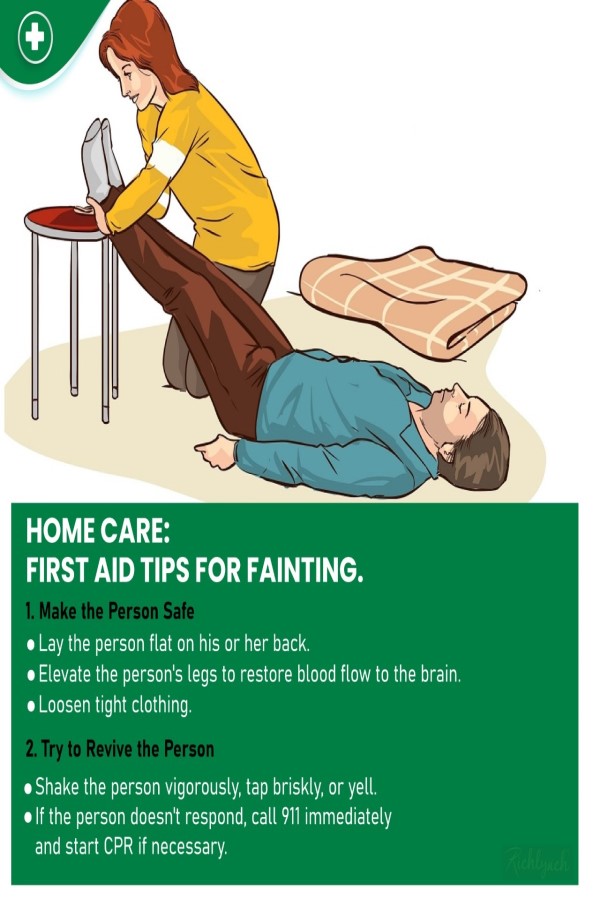 HOME CARE:
FIRST AID TIPS FOR FAINTING.
1. Make the Person Safe
● Lay the person flat on his or her back.
● Elevate the person's legs to restore blood flow to the brain.
● Loosen tight clothing.
2. Try to Revive the Person
● Shake the person vigorously, tap briskly, or yell.
● If the person doesn't respond, call 911 immediately
and start CPR if necessary.